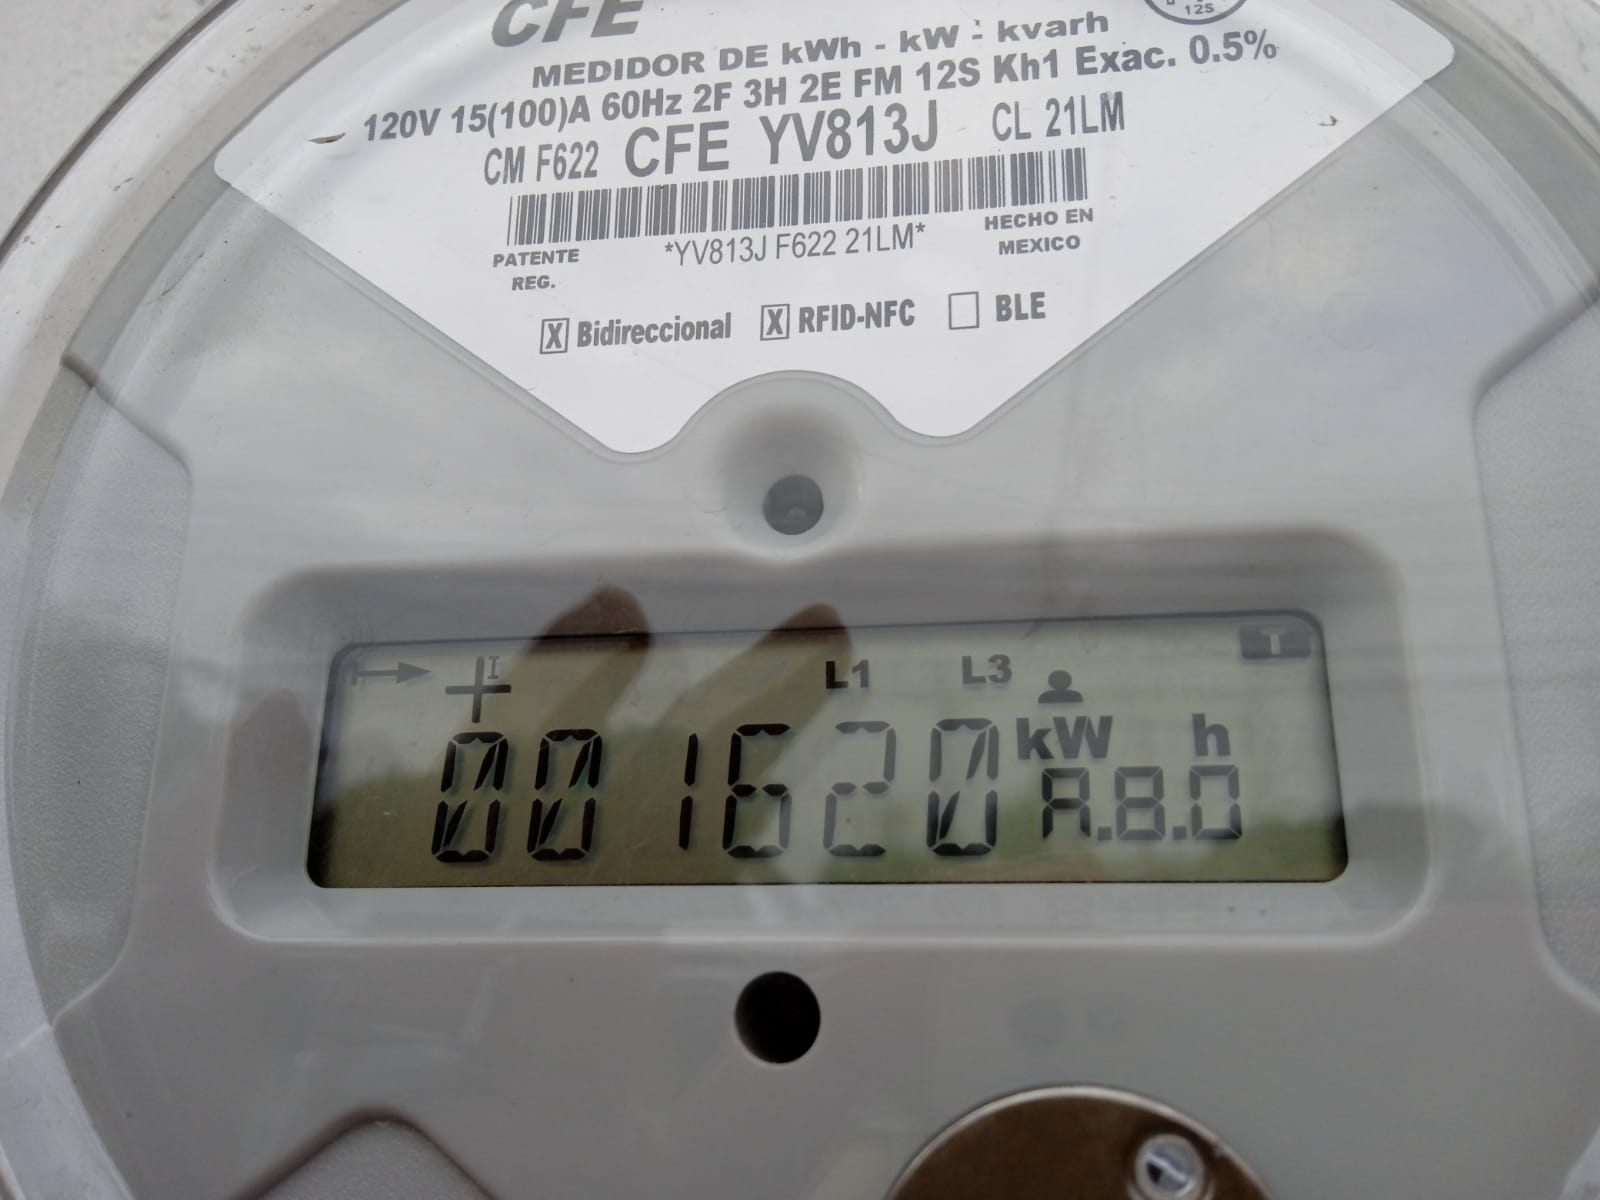 CFE
12S
MEDIDOR DE kWh - kW - kvarh
120V 15(100)A 60Hz 2F 3H 2E FM 12S Kh1 Exac. 0.5%
CM F622 CFE YV813J CL 21LM
PATENTE REG.
*YV813J F622 21LM*
HECHO EN MEXICO
X Bidireccional X RFID-NFC BLE
I L1 L3 T
001620 kW h
A.8.0